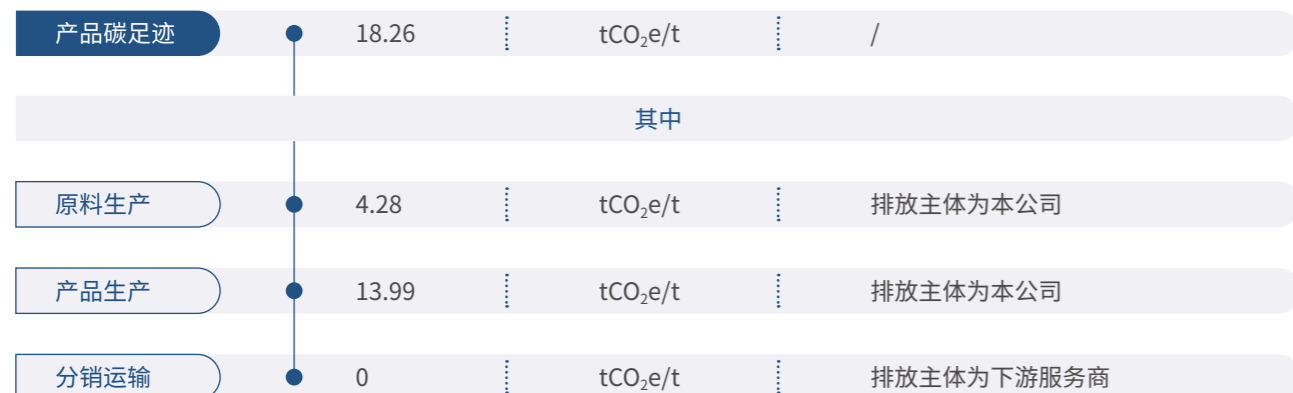 产品碳足迹 18.26 tCO₂e/t /
其中
原料生产 4.28 tCO₂e/t 排放主体为本公司
产品生产 13.99 tCO₂e/t 排放主体为本公司
分销运输 0 tCO₂e/t 排放主体为下游服务商